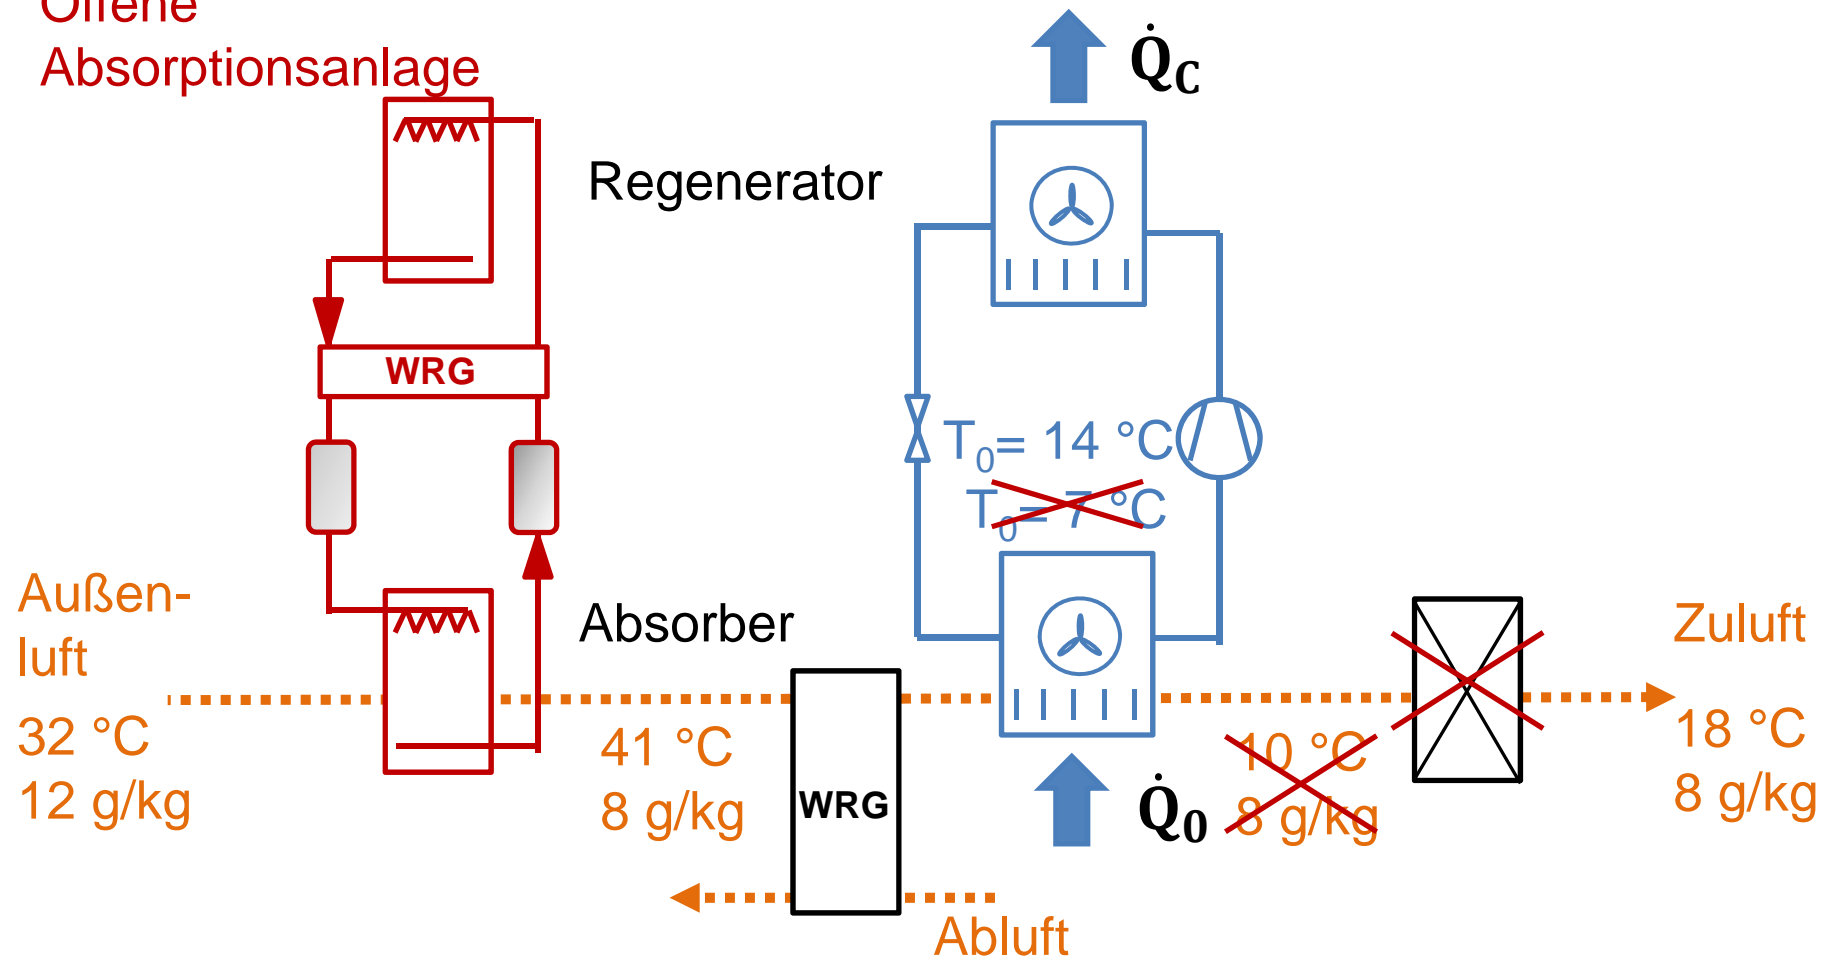 Offene
Absorptionsanlage
Q̇C
Regenerator
WRG
T0= 14 °C
T0= 7 °C
Außen-
luft
32 °C
12 g/kg
Absorber
41 °C
8 g/kg
WRG
Q̇0
10 °C
8 g/kg
Zuluft
18 °C
8 g/kg
Abluft